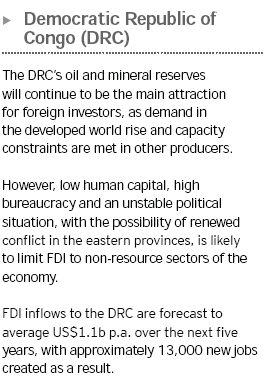 ► Democratic Republic of
Congo (DRC)
The DRC's oil and mineral reserves
will continue to be the main attraction
for foreign investors, as demand in
the developed world rise and capacity
constraints are met in other producers.
However, low human capital, high
bureaucracy and an unstable political
situation, with the possibility of renewed
conflict in the eastern provinces, is likely
to limit FDI to non-resource sectors of the
economy.
FDI inflows to the DRC are forecast to
average US$1.1b p.a. over the next five
years, with approximately 13,000 new jobs
created as a result.